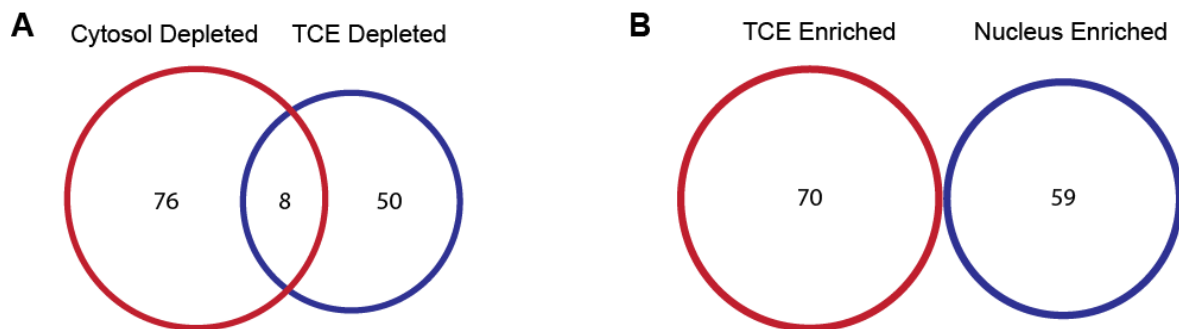 A
Cytosol Depleted
TCE Depleted
76
8
50
B
TCE Enriched
Nucleus Enriched
70
59